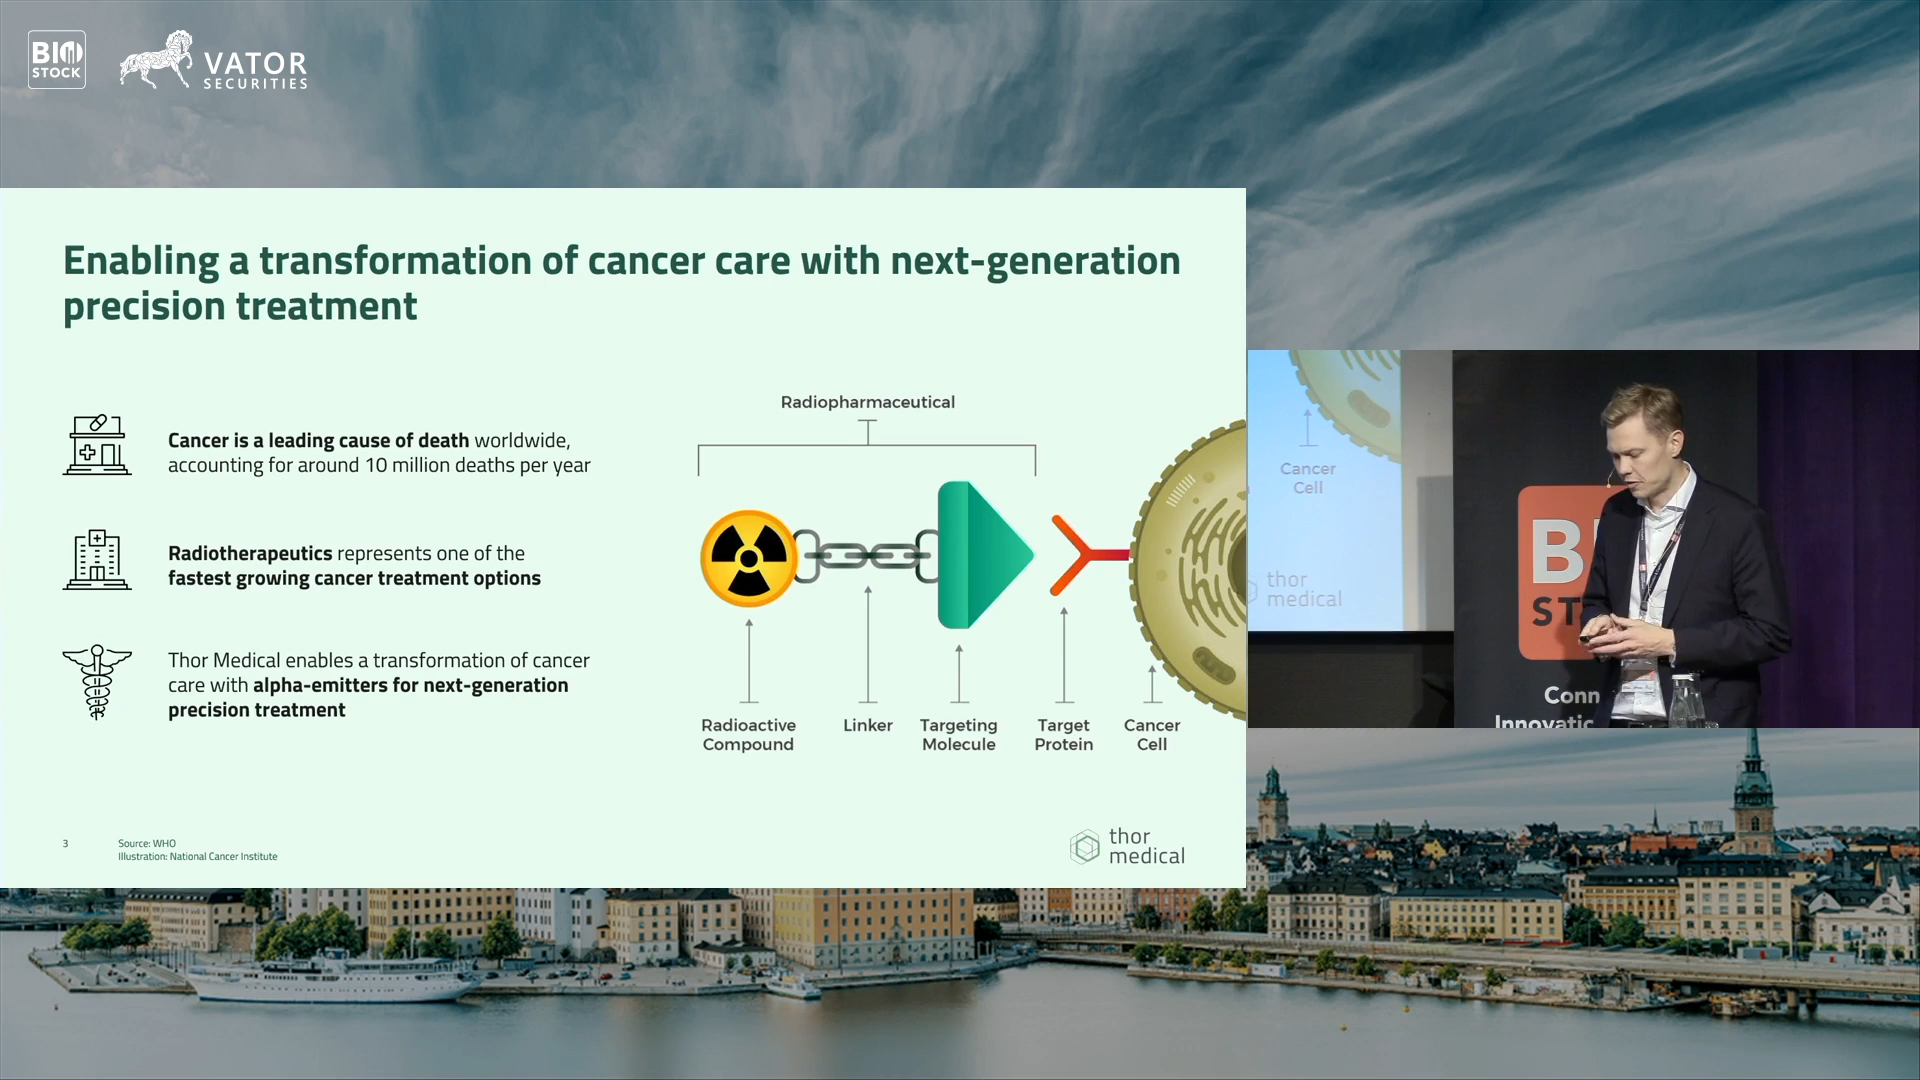 BIO
STOCK
VATOR
SECURITIES
Enabling a transformation of cancer care with next-generation
precision treatment
Cancer is a leading cause of death worldwide,
accounting for around 10 million deaths per year
Radiotherapeutics represents one of the
fastest growing cancer treatment options
Thor Medical enables a transformation of cancer
care with alpha-emitters for next-generation
precision treatment
Radiopharmaceutical
Radioactive
Compound
Linker
Targeting
Molecule
Target
Protein
Cancer
Cell
3
Source: WHO
Illustration: National Cancer Institute
thor
medical
Cancer
Cell
thor
medical
B
ST
Conn
Innovatic